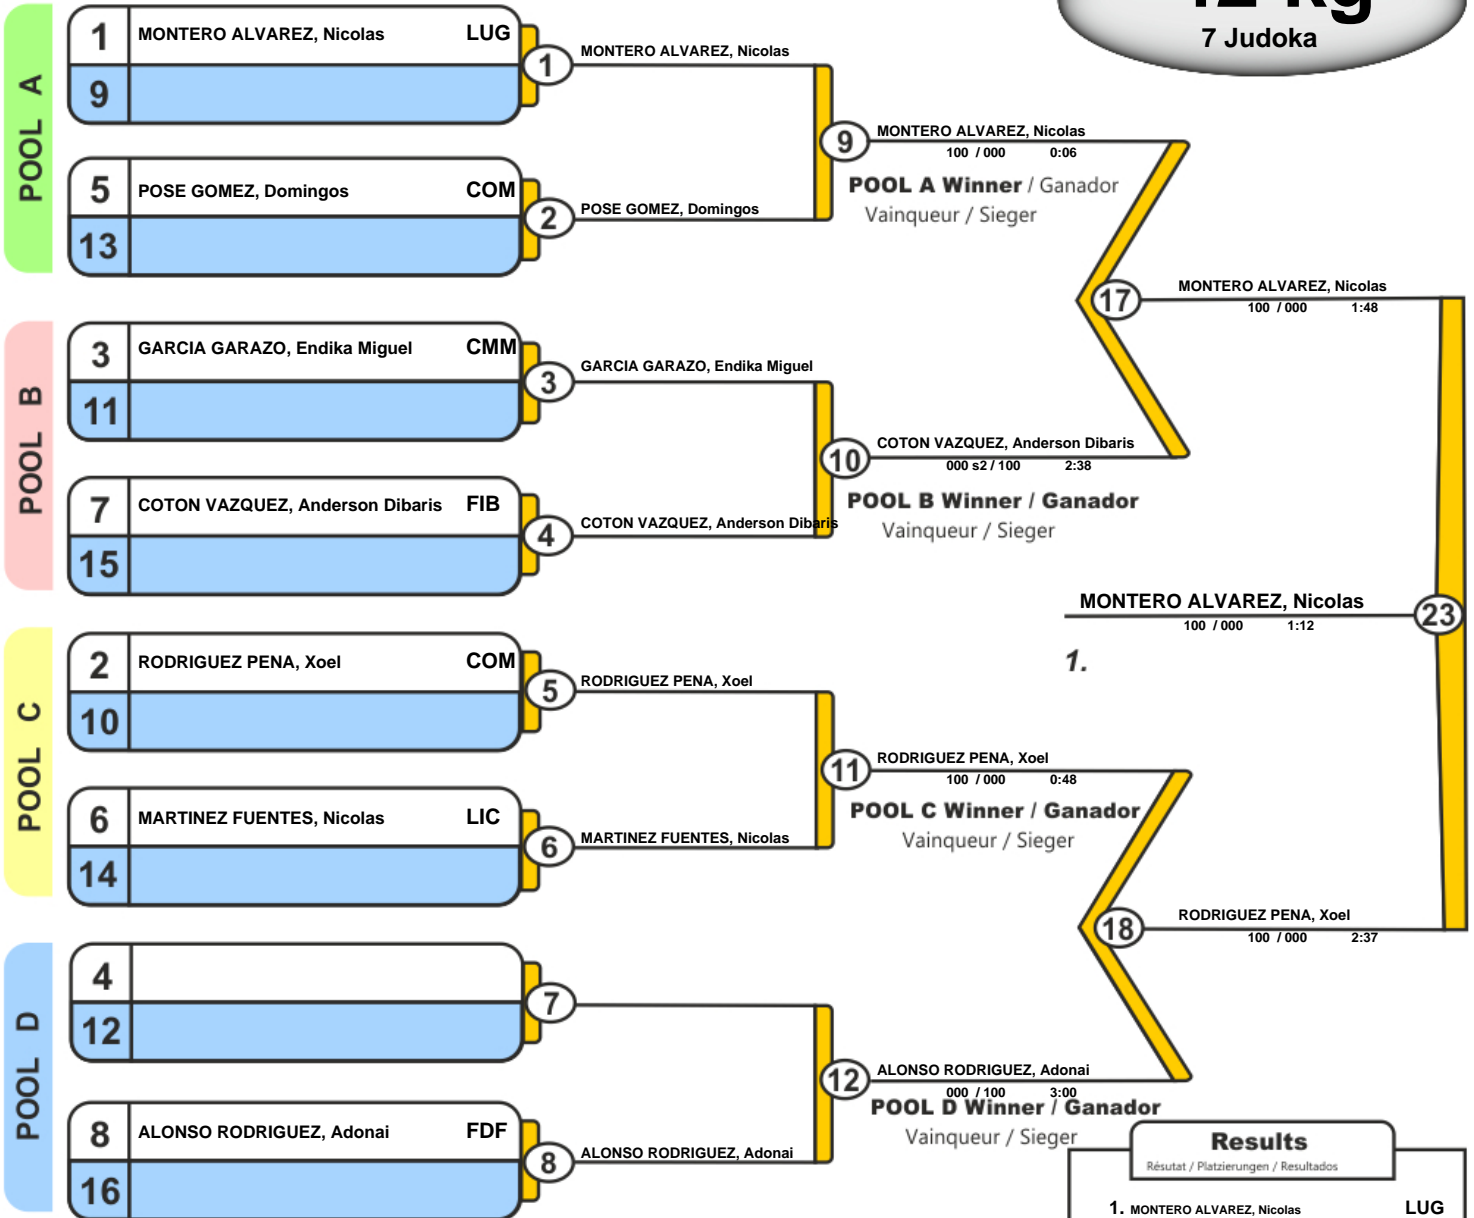 7 Judoka
POOL A
1 MONTERO ALVAREZ, Nicolas LUG
9
5 POSE GOMEZ, Domingos COM
13
1 MONTERO ALVAREZ, Nicolas
2 POSE GOMEZ, Domingos
9 MONTERO ALVAREZ, Nicolas
100 / 000 0:06
POOL A Winner / Ganador
Vainqueur / Sieger
POOL B
3 GARCIA GARAZO, Endika Miguel CMM
11
7 COTON VAZQUEZ, Anderson Dibaris FIB
15
3 GARCIA GARAZO, Endika Miguel
4 COTON VAZQUEZ, Anderson Dibaris
10 COTON VAZQUEZ, Anderson Dibaris
000 s2 / 100 2:38
POOL B Winner / Ganador
Vainqueur / Sieger
17 MONTERO ALVAREZ, Nicolas
100 / 000 1:48
MONTERO ALVAREZ, Nicolas 23
100 / 000 1:12
1.
POOL C
2 RODRIGUEZ PENA, Xoel COM
10
6 MARTINEZ FUENTES, Nicolas LIC
14
5 RODRIGUEZ PENA, Xoel
6 MARTINEZ FUENTES, Nicolas
11 RODRIGUEZ PENA, Xoel
100 / 000 0:48
POOL C Winner / Ganador
Vainqueur / Sieger
18 RODRIGUEZ PENA, Xoel
100 / 000 2:37
POOL D
4
12
8 ALONSO RODRIGUEZ, Adonai FDF
16
7
8 ALONSO RODRIGUEZ, Adonai
12 ALONSO RODRIGUEZ, Adonai
000 / 100 3:00
POOL D Winner / Ganador
Vainqueur / Sieger
Results
Résutat / Platzierungen / Resultados
1. MONTERO ALVAREZ, Nicolas LUG